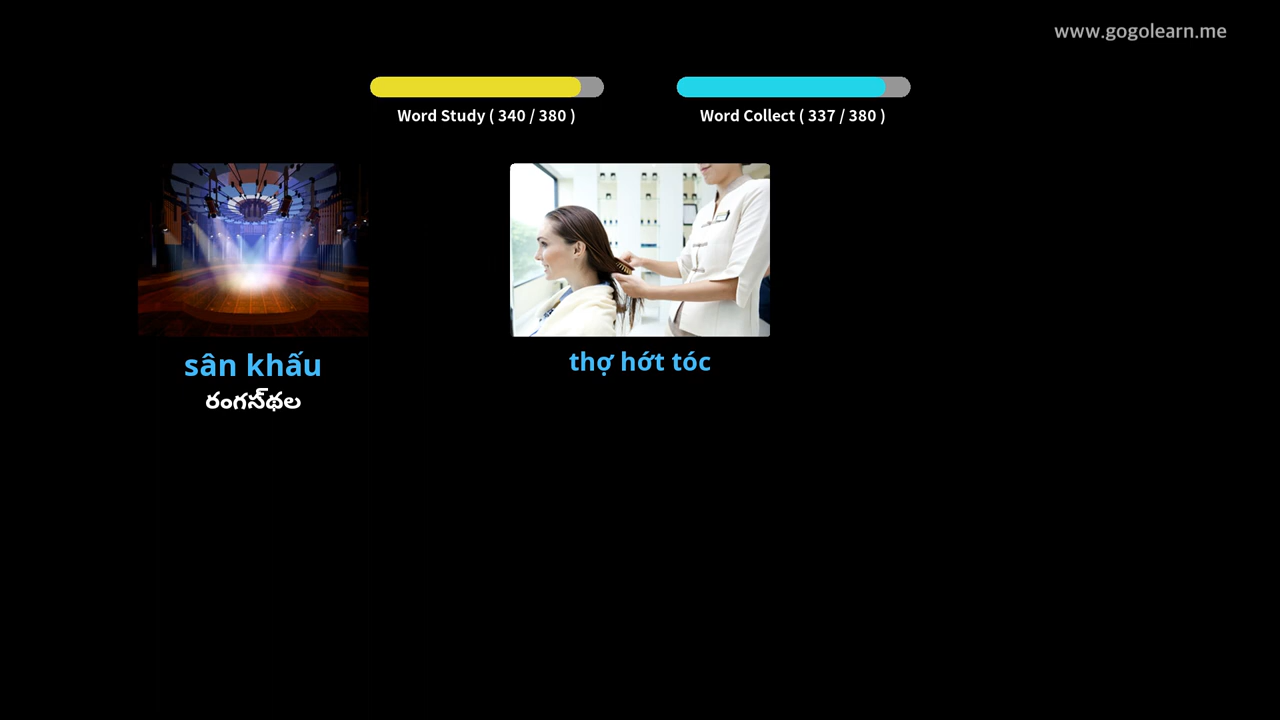 www.gogolearn.me
Word Study ( 340 / 380 )
Word Collect ( 337 / 380 )
sân khấu
రంగస్థల
thợ hớt tóc